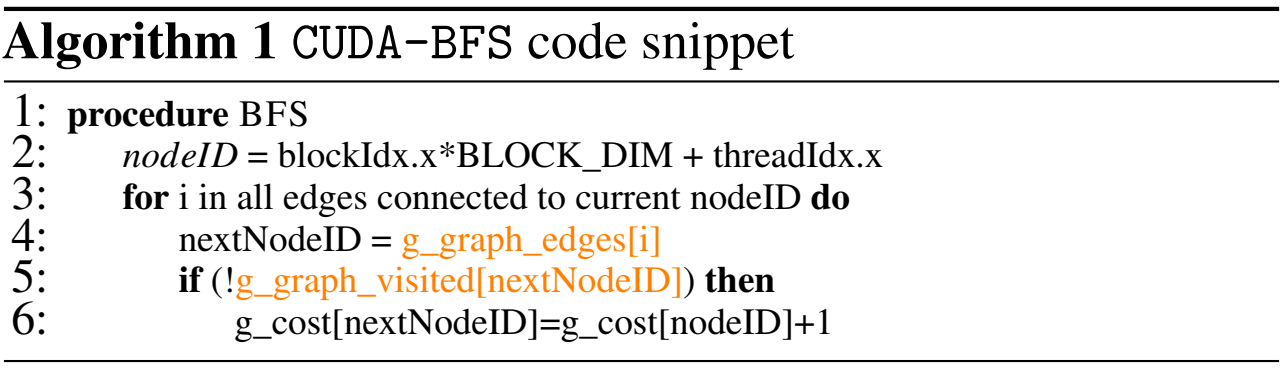 Algorithm 1 CUDA-BFS code snippet
1: procedure BFS
2: nodeID = blockIdx.x*BLOCK_DIM + threadIdx.x
3: for i in all edges connected to current nodeID do
4: nextNodeID = g_graph_edges[i]
5: if (!g_graph_visited[nextNodeID]) then
6: g_cost[nextNodeID]=g_cost[nodeID]+1